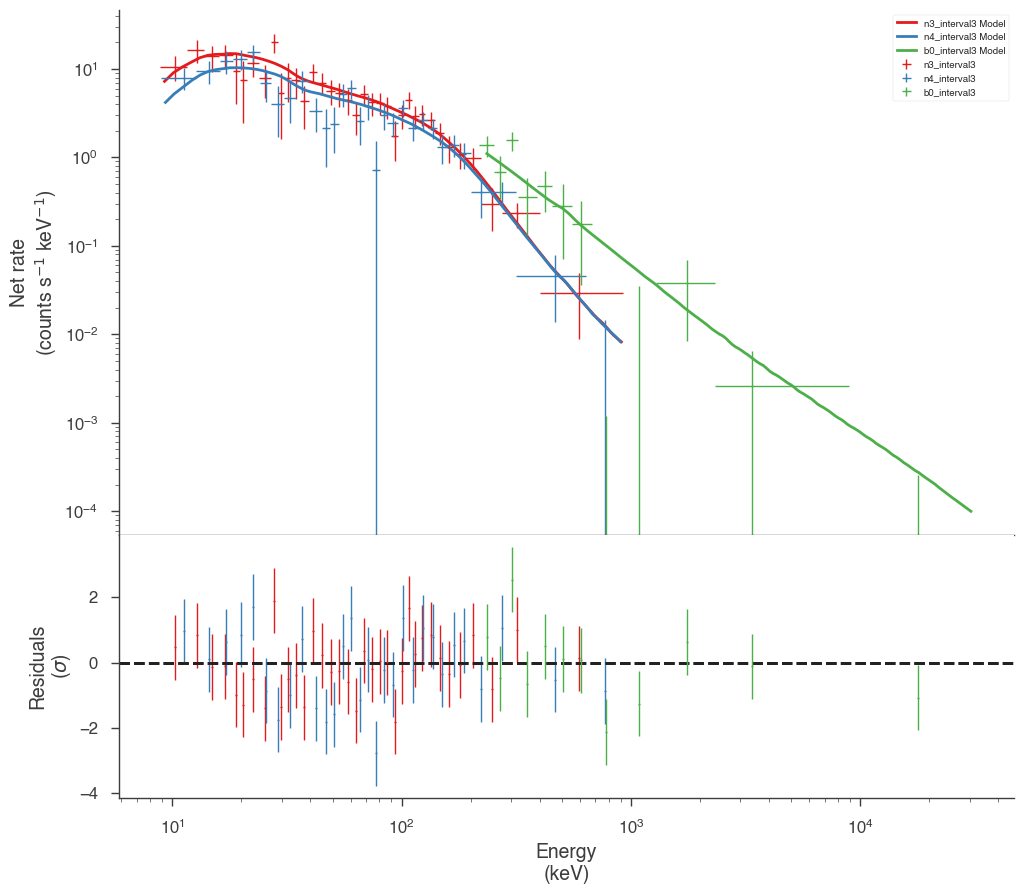 n3_interval3 Model
n4_interval3 Model
b0_interval3 Model
n3_interval3
n4_interval3
b0_interval3
Net rate
(counts s⁻¹ keV⁻¹)
10¹
10⁰
10⁻¹
10⁻²
10⁻³
10⁻⁴
Residuals
(σ)
2
0
−2
−4
10¹
10²
10³
10⁴
Energy
(keV)